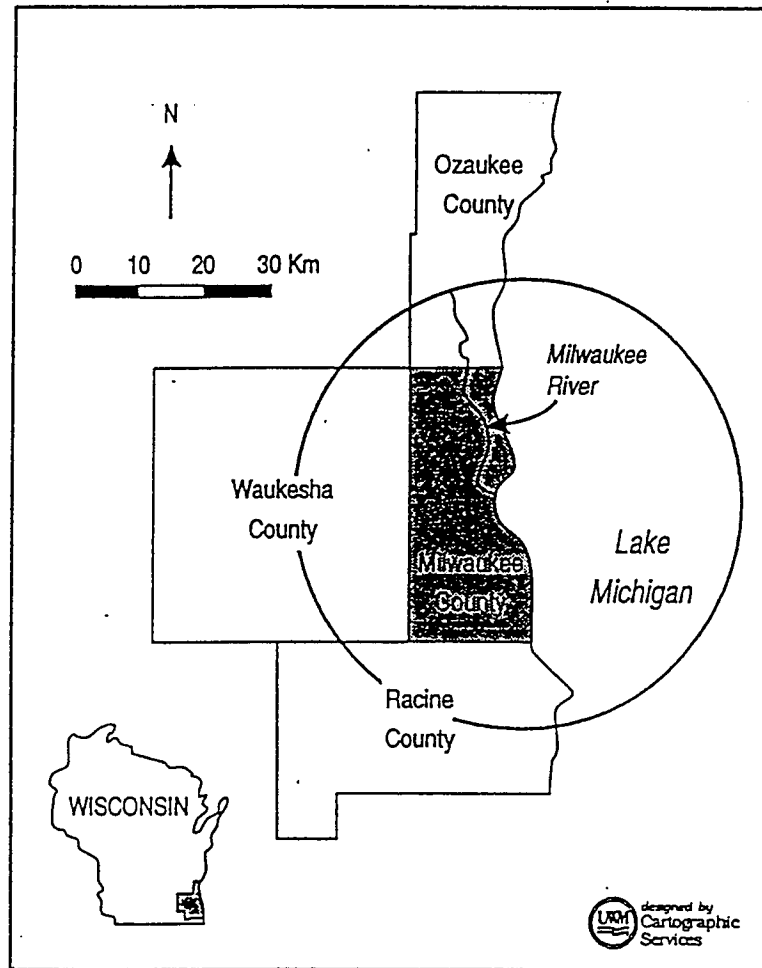 N
Ozaukee
County
0 10 20 30 Km
Milwaukee
River
Waukesha
County
Lake
Michigan
Milwaukee
County
Racine
County
WISCONSIN
UWM
designed by
Cartographic
Services